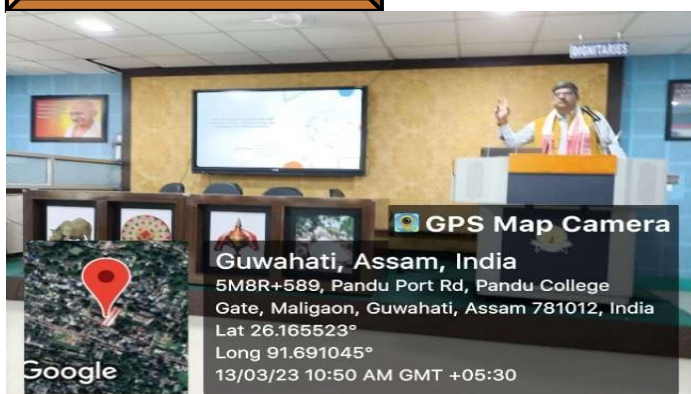 DIGNITARIES
GPS Map Camera
Guwahati, Assam, India
5M8R+589, Pandu Port Rd, Pandu College
Gate, Maligaon, Guwahati, Assam 781012, India
Lat 26.165523°
Long 91.691045°
13/03/23 10:50 AM GMT +05:30
Google